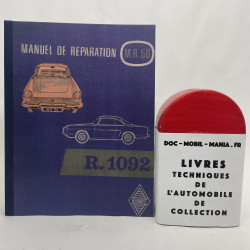 MANUEL DE REPARATION
M.R. 58
R.1092
DOC - MOBIL - MANIA . FR
LIVRES
TECHNIQUES
DE
L'AUTOMOBILE
DE
COLLECTION